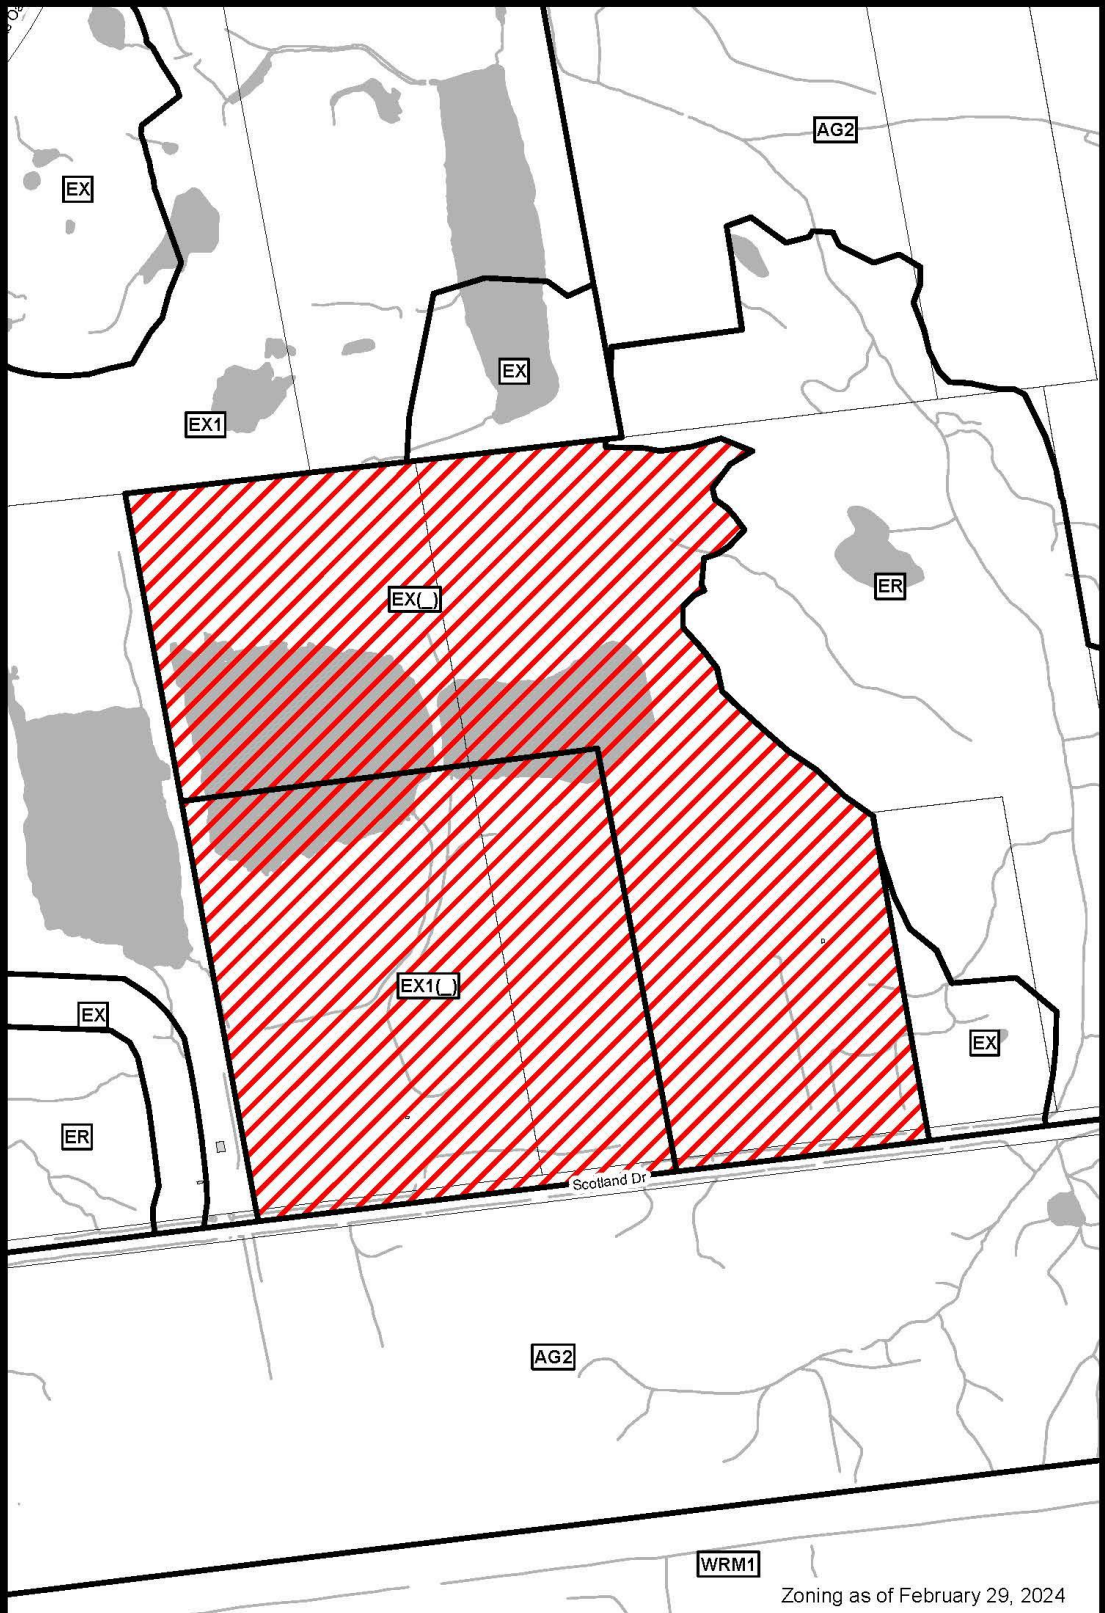 AG2
EX
EX
EX1
EX(_)
ER
EX1(_)
EX
EX
ER
Scotland Dr
AG2
WRM1
Zoning as of February 29, 2024